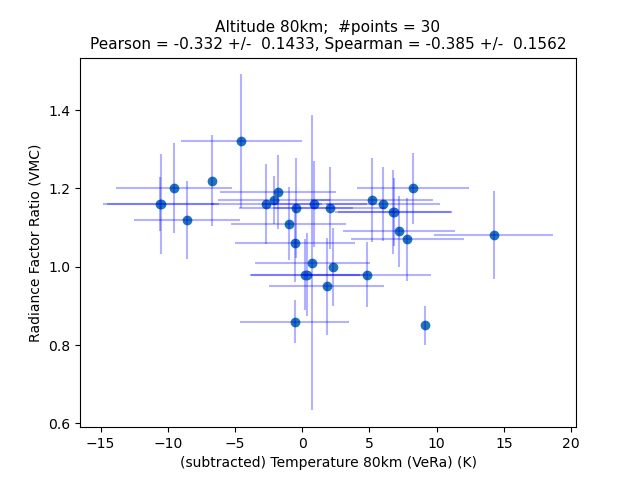 Altitude 80km;  #points = 30
Pearson = -0.332 +/-  0.1433, Spearman = -0.385 +/-  0.1562
Radiance Factor Ratio (VMC)
1.4
1.2
1.0
0.8
0.6
−15 −10 −5 0 5 10 15 20
(subtracted) Temperature 80km (VeRa) (K)